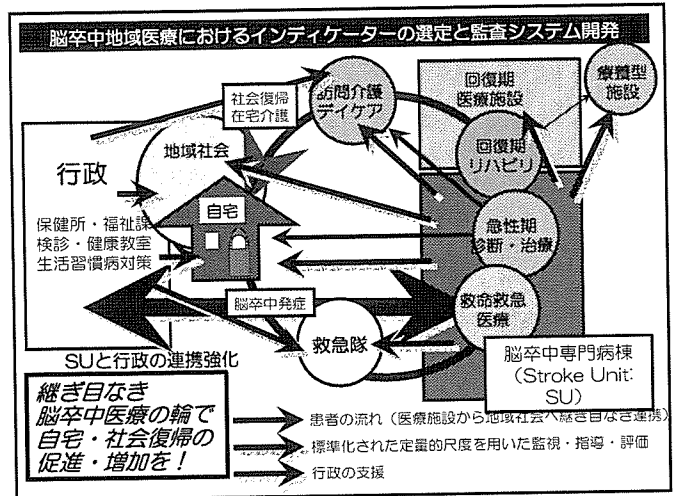 脳卒中地域医療におけるインディケーターの選定と監査システム開発
社会復帰
在宅介護
訪問介護
デイケア
回復期
医療施設
療養型
施設
行政
地域社会
回復期
リハビリ
自宅
保健所・福祉課
検診・健康教室
生活習慣病対策
急性期
診断・治療
脳卒中発症
救命救急
医療
救急隊
SUと行政の連携強化
脳卒中専門病棟
(Stroke Unit:
SU)
継ぎ目なき
脳卒中医療の輪で
自宅・社会復帰の
促進・増加を!
患者の流れ(医療施設から地域社会へ継ぎ目なき連携)
標準化された定量的尺度を用いた監視・指導・評価
行政の支援